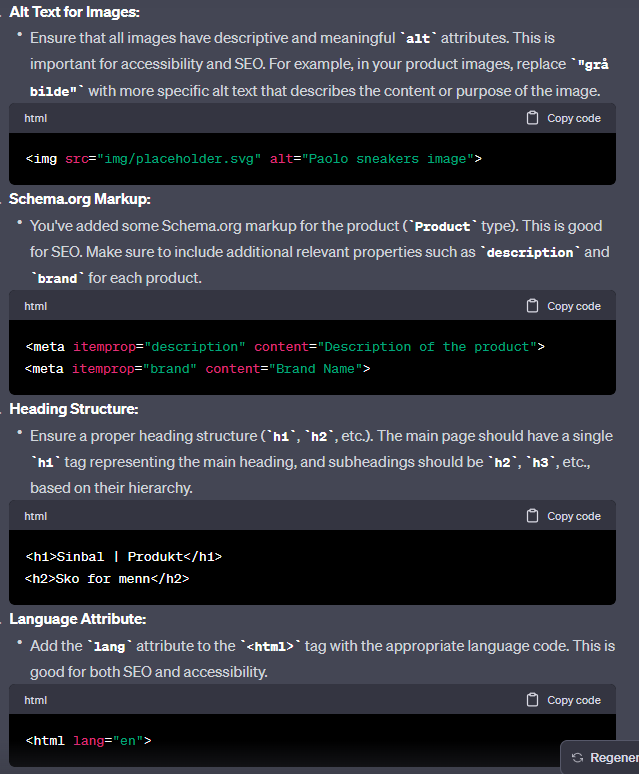 Alt Text for Images:
• Ensure that all images have descriptive and meaningful `alt` attributes. This is
important for accessibility and SEO. For example, in your product images, replace `"grå
bilde"` with more specific alt text that describes the content or purpose of the image.
html Copy code
<img src="img/placeholder.svg" alt="Paolo sneakers image">
Schema.org Markup:
• You've added some Schema.org markup for the product (`Product` type). This is good
for SEO. Make sure to include additional relevant properties such as `description` and
`brand` for each product.
html Copy code
<meta itemprop="description" content="Description of the product">
<meta itemprop="brand" content="Brand Name">
Heading Structure:
• Ensure a proper heading structure (`h1`, `h2`, etc.). The main page should have a single
`h1` tag representing the main heading, and subheadings should be `h2`, `h3`, etc.,
based on their hierarchy.
html Copy code
<h1>Sinbal | Produkt</h1>
<h2>Sko for menn</h2>
Language Attribute:
• Add the `lang` attribute to the `<html>` tag with the appropriate language code. This is
good for both SEO and accessibility.
html Copy code
<html lang="en">
Regener